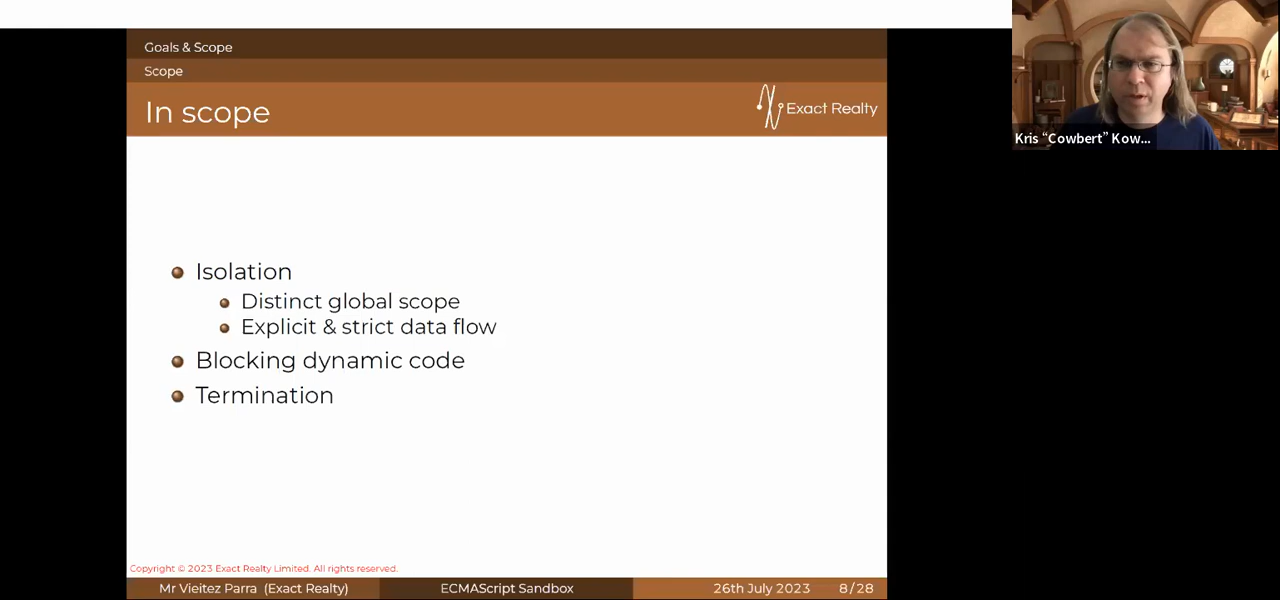 Goals & Scope
Scope
In scope
Exact Realty
Kris “Cowbert” Kow...
Isolation
Distinct global scope
Explicit & strict data flow
Blocking dynamic code
Termination
Copyright © 2023 Exact Realty Limited. All rights reserved.
Mr Vieitez Parra (Exact Realty)
ECMAScript Sandbox
26th July 2023
8/28